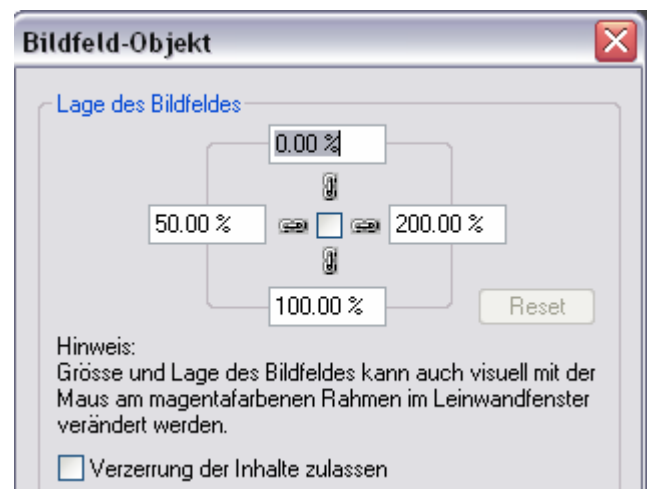 Bildfeld-Objekt
Lage des Bildfeldes
0.00 %
50.00 %
200.00 %
100.00 %
Reset
Hinweis:
Grösse und Lage des Bildfeldes kann auch visuell mit der
Maus am magentafarbenen Rahmen im Leinwandfenster
verändert werden.
Verzerrung der Inhalte zulassen